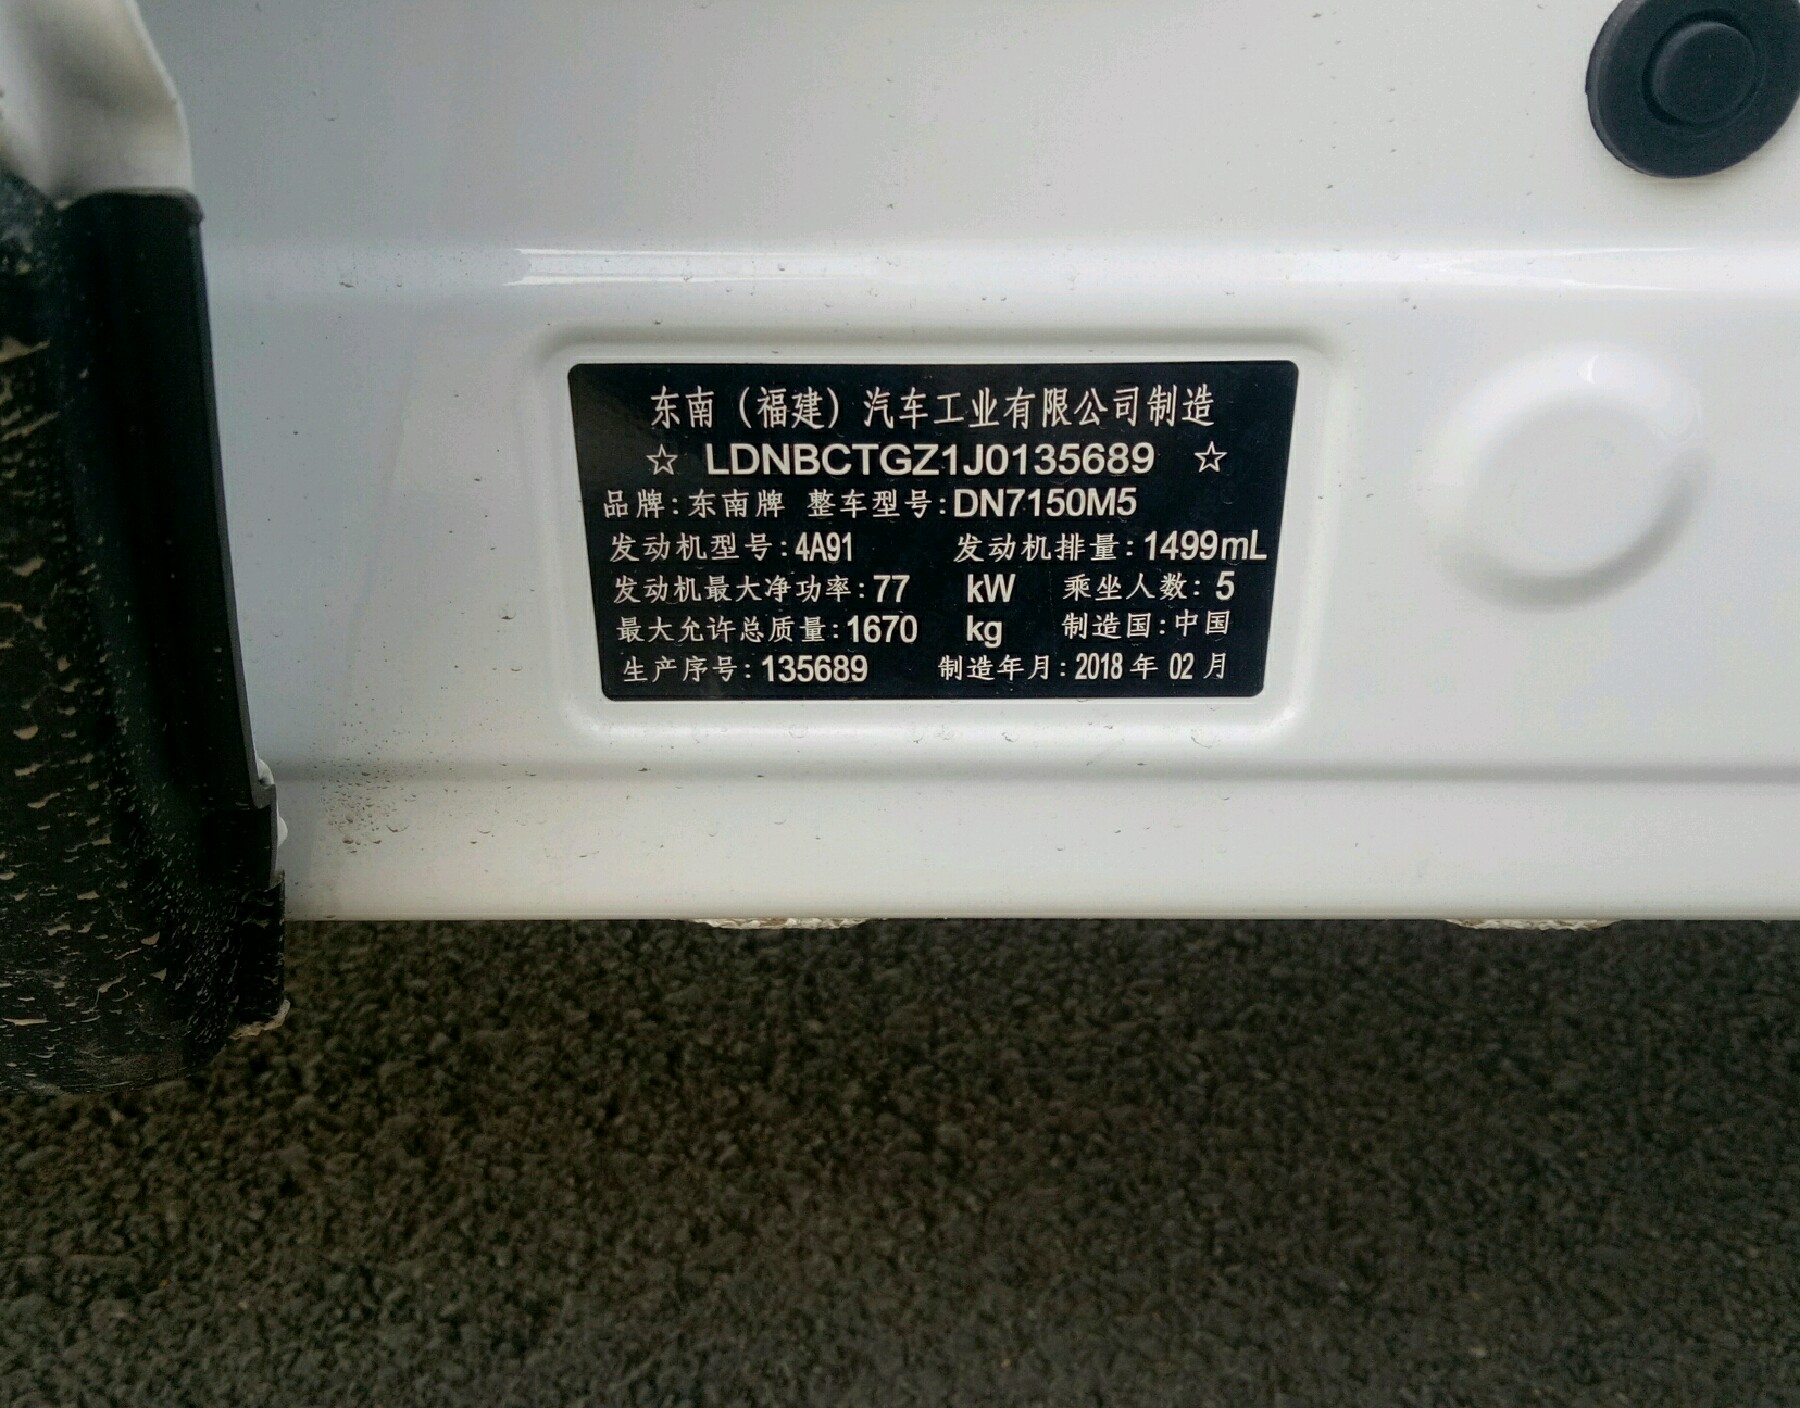 东南（福建）汽车工业有限公司制造
☆ LDNBCTGZ1J0135689 ☆
品牌：东南牌 整车型号：DN7150M5
发动机型号：4A91 发动机排量：1499mL
发动机最大净功率：77 kW 乘坐人数：5
最大允许总质量：1670 kg 制造国：中国
生产序号：135689 制造年月：2018 年 02 月